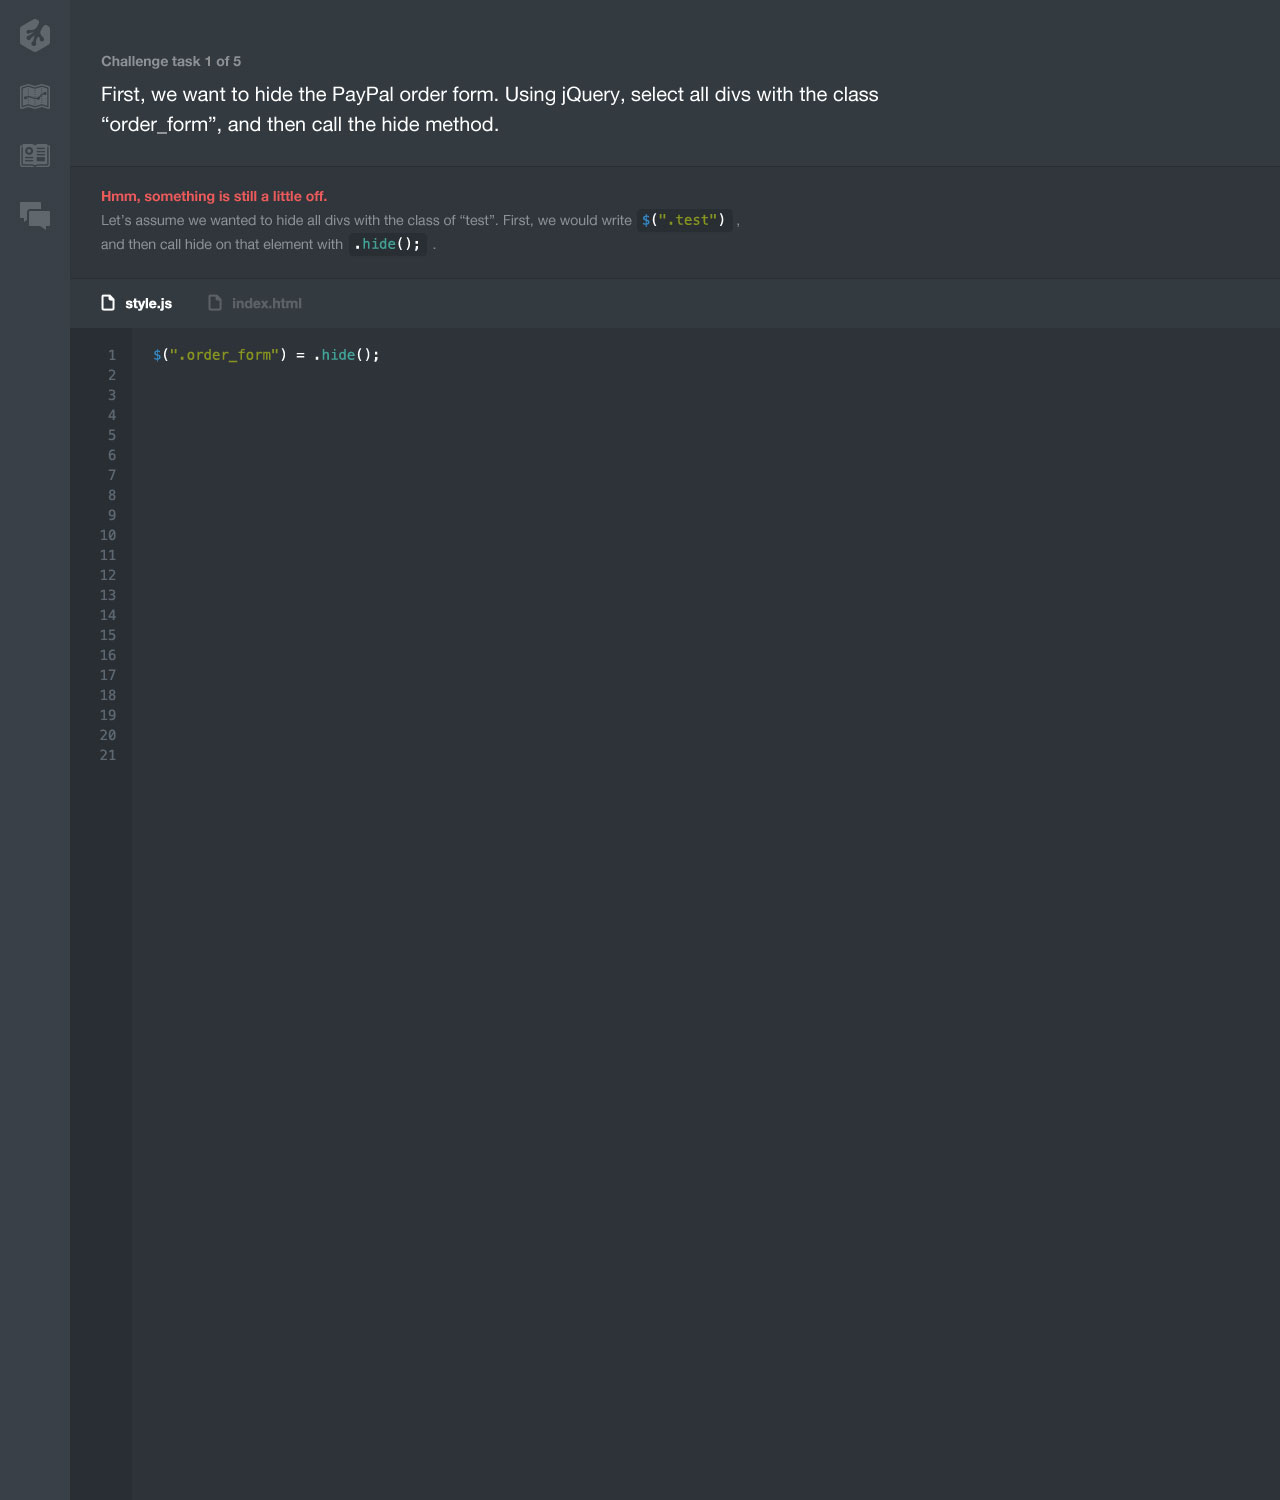 Challenge task 1 of 5
First, we want to hide the PayPal order form. Using jQuery, select all divs with the class
“order_form”, and then call the hide method.
Hmm, something is still a little off.
Let’s assume we wanted to hide all divs with the class of “test”. First, we would write $(".test") ,
and then call hide on that element with .hide(); .
style.js index.html
1 $(".order_form") = .hide();
2
3
4
5
6
7
8
9
10
11
12
13
14
15
16
17
18
19
20
21